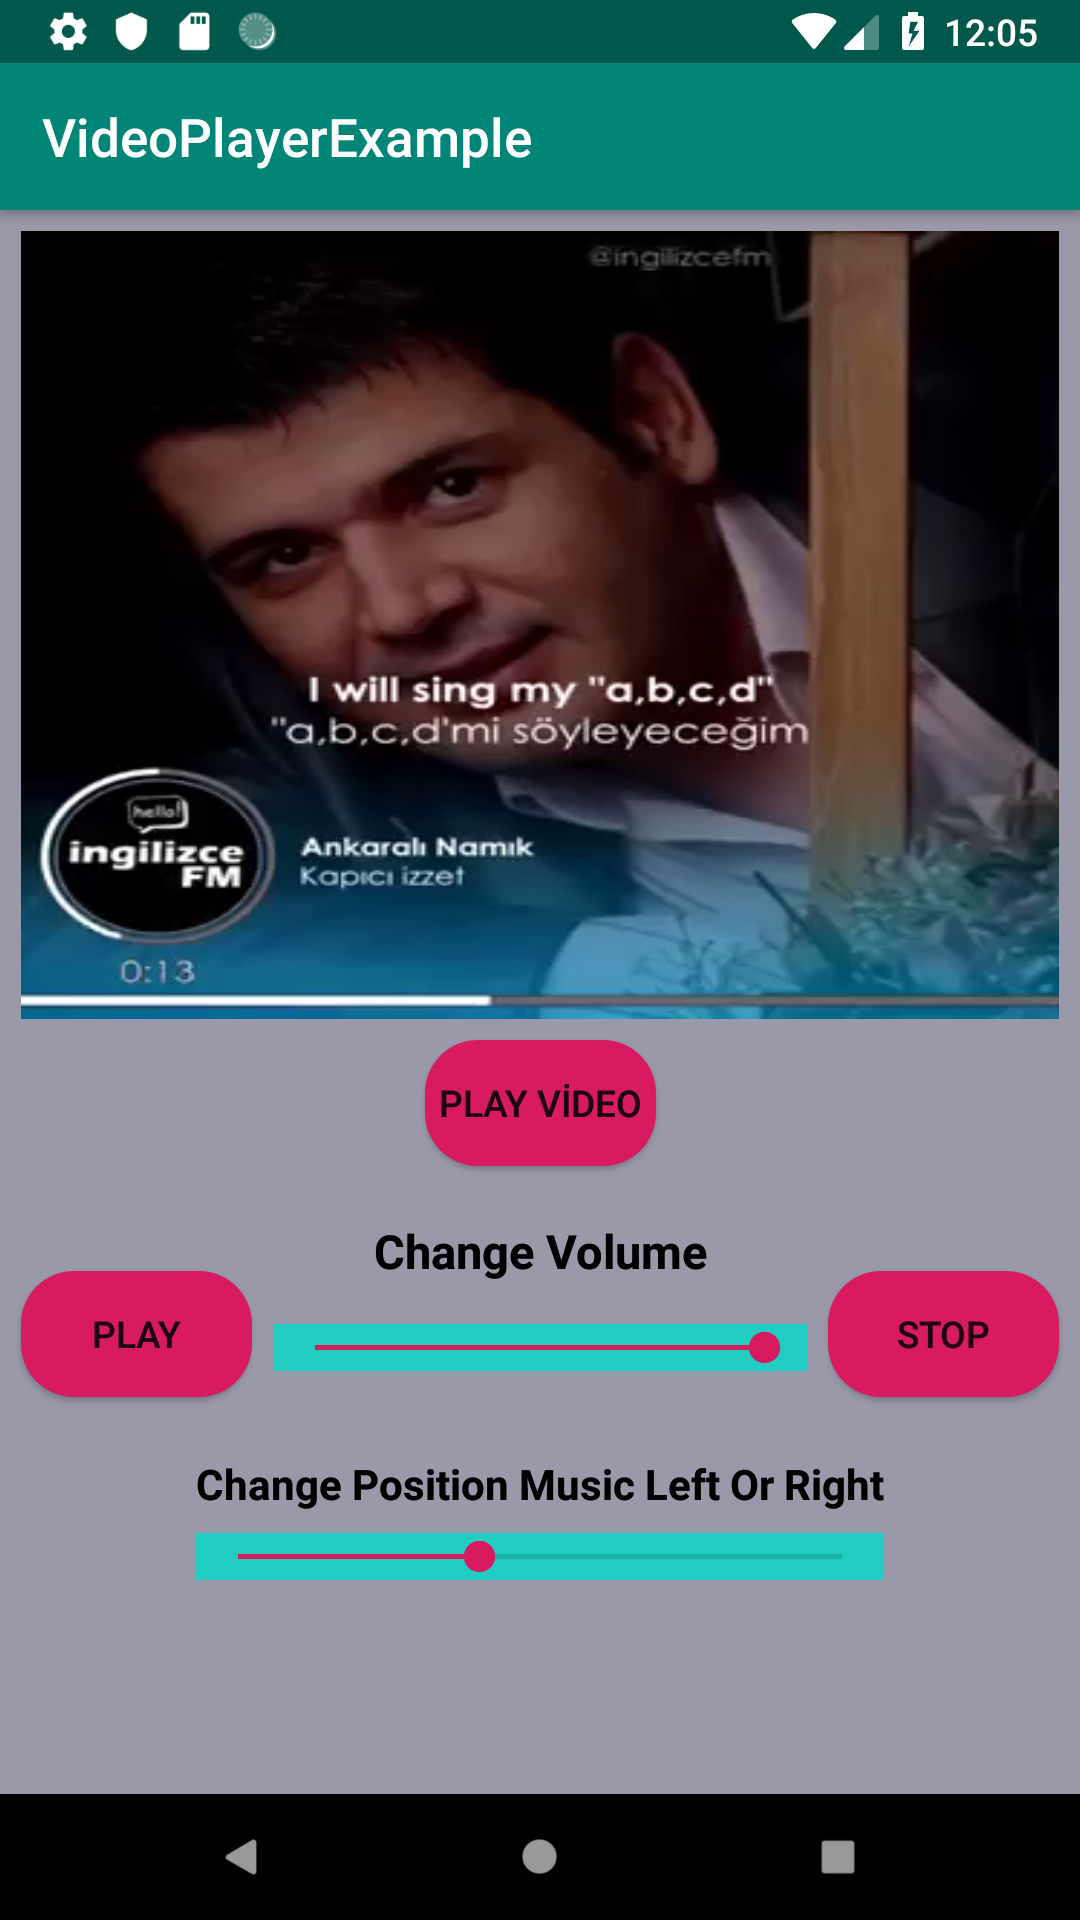 12:05
VideoPlayerExample
@ingilizcefm
I will sing my "a,b,c,d"
"a,b,c,d'mi söyleyeceğim
hello!
ingilizce
FM
Ankaralı Namık
Kapıcı izzet
0:13
PLAY VİDEO
Change Volume
PLAY
STOP
Change Position Music Left Or Right